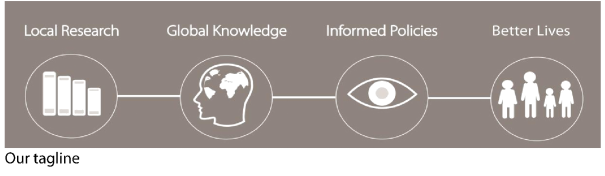 Local Research Global Knowledge Informed Policies Better Lives
Our tagline